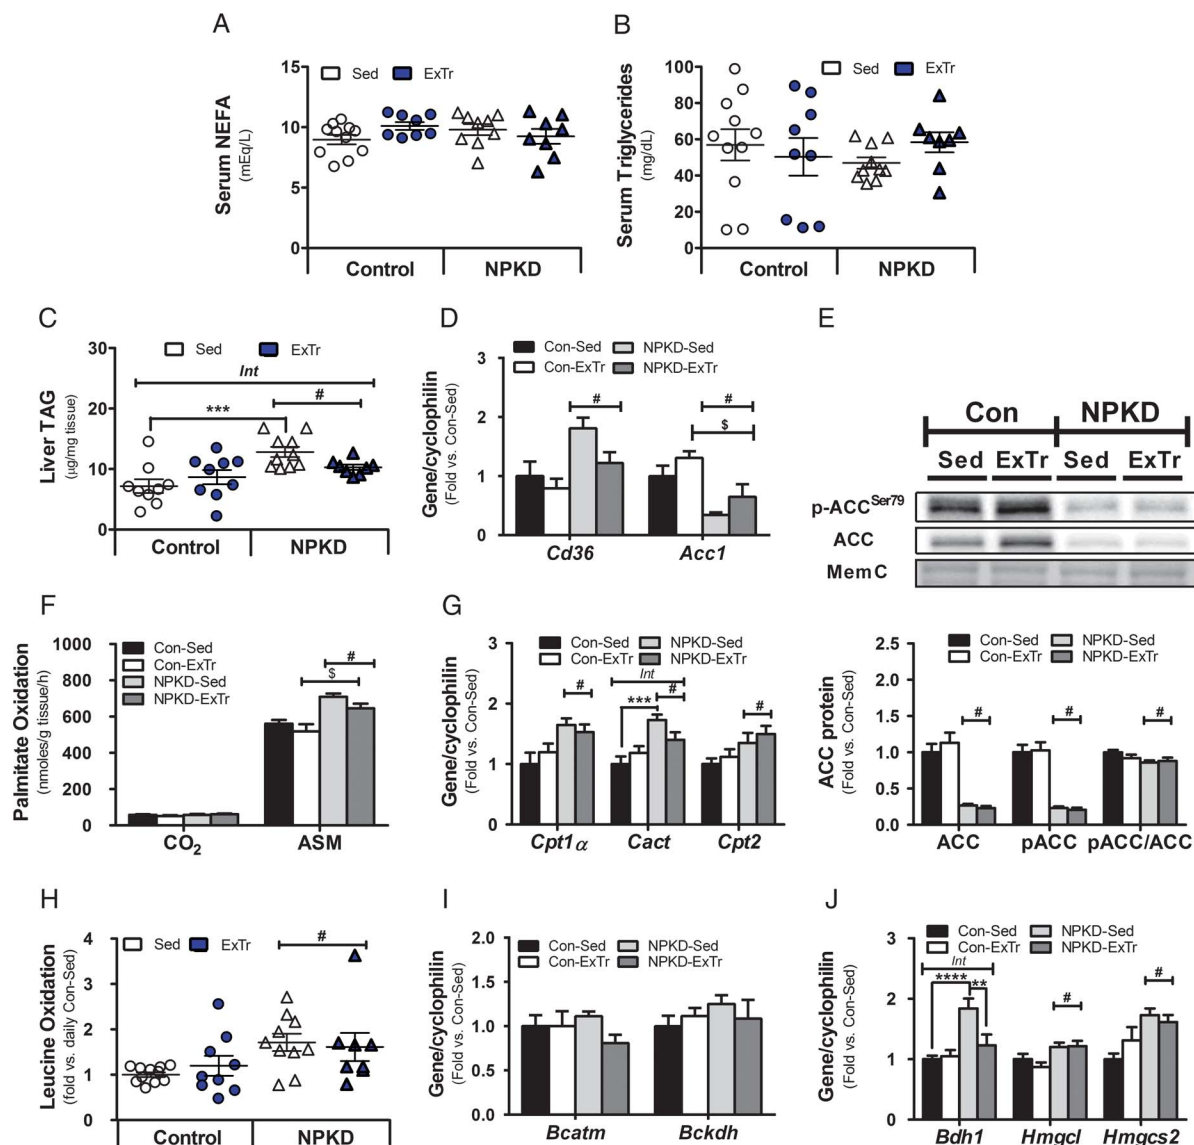 A
Serum NEFA
(mEq/L)
15
10
5
0
Sed
ExTr
Control
NPKD
B
Serum Triglycerides
(mg/dL)
100
80
60
40
20
0
Sed
ExTr
Control
NPKD
C
Liver TAG
(µg/mg tissue)
30
20
10
0
Sed
ExTr
Int
***
#
Control
NPKD
D
Gene/cyclophilin
(Fold vs. Con-Sed)
3
2
1
0
Con-Sed
NPKD-Sed
Con-ExTr
NPKD-ExTr
#
#
$
Cd36
Acc1
E
Con
NPKD
Sed ExTr Sed ExTr
p-ACCSer79
ACC
MemC
ACC protein
(Fold vs. Con-Sed)
2.5
2.0
1.5
1.0
0.5
0.0
Con-Sed
NPKD-Sed
Con-ExTr
NPKD-ExTr
#
#
#
ACC
pACC
pACC/ACC
F
Palmitate Oxidation
(nmoles/g tissue/h)
1000
800
600
400
200
0
Con-Sed
Con-ExTr
NPKD-Sed
NPKD-ExTr
#
$
CO2
ASM
G
Gene/cyclophilin
(Fold vs. Con-Sed)
3
2
1
0
Con-Sed
NPKD-Sed
Con-ExTr
NPKD-ExTr
Int
#
***
#
#
Cpt1α
Cact
Cpt2
H
Leucine Oxidation
(fold vs. daily Con-Sed)
4
3
2
1
0
Sed
ExTr
#
Control
NPKD
I
Gene/cyclophilin
(Fold vs. Con-Sed)
2.0
1.5
1.0
0.5
0.0
Con-Sed
NPKD-Sed
Con-ExTr
NPKD-ExTr
Bcatm
Bckdh
J
Gene/cyclophilin
(Fold vs. Con-Sed)
3
2
1
0
Con-Sed
NPKD-Sed
Con-ExTr
NPKD-ExTr
Int
****
**
#
#
Bdh1
Hmgcl
Hmgcs2